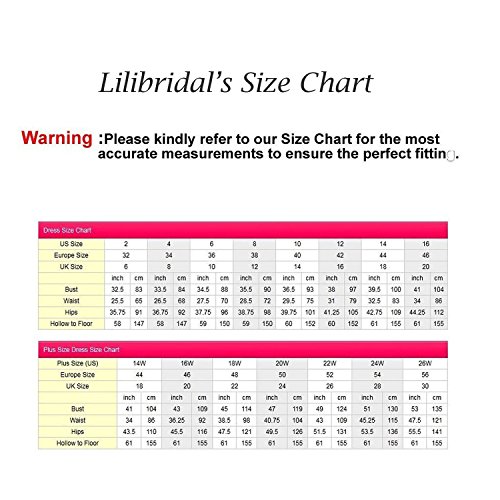 Lilibridal's Size Chart
Warning :Please kindly refer to our Size Chart for the most
accurate measurements to ensure the perfect fitting.
Dress Size Chart
US Size 2 4 6 8 10 12 14 16
Europe Size 32 34 36 38 40 42 44 46
UK Size 6 8 10 12 14 16 18 20
inch cm inch cm inch cm inch cm inch cm inch cm inch cm inch cm
Bust 32.5 83 33.5 84 34.5 88 35.5 90 36.5 93 38 97 39.5 100 41 104
Waist 25.5 65 26.5 68 27.5 70 28.5 72 29.5 75 31 79 32.5 83 34 86
Hips 35.75 91 36.75 92 37.75 96 38.75 98 39.75 101 41.25 105 42.75 109 44.25 112
Hollow to Floor 58 147 58 147 59 150 59 150 60 152 60 152 61 155 61 155
Plus Size Dress Size Chart
Plus Size (US) 14W 16W 18W 20W 22W 24W 26W
Europe Size 44 46 48 50 52 54 56
UK Size 18 20 22 24 26 28 30
inch cm inch cm inch cm inch cm inch cm inch cm inch cm
Bust 41 104 43 109 45 114 47 119 49 124 51 130 53 135
Waist 34 86 36.25 92 38.5 98 40.75 104 43 109 45.25 115 47.5 121
Hips 43.5 110 45.5 116 47.5 121 49.5 126 51.5 131 53.5 136 55.5 141
Hollow to Floor 61 155 61 155 61 155 61 155 61 155 61 155 61 155